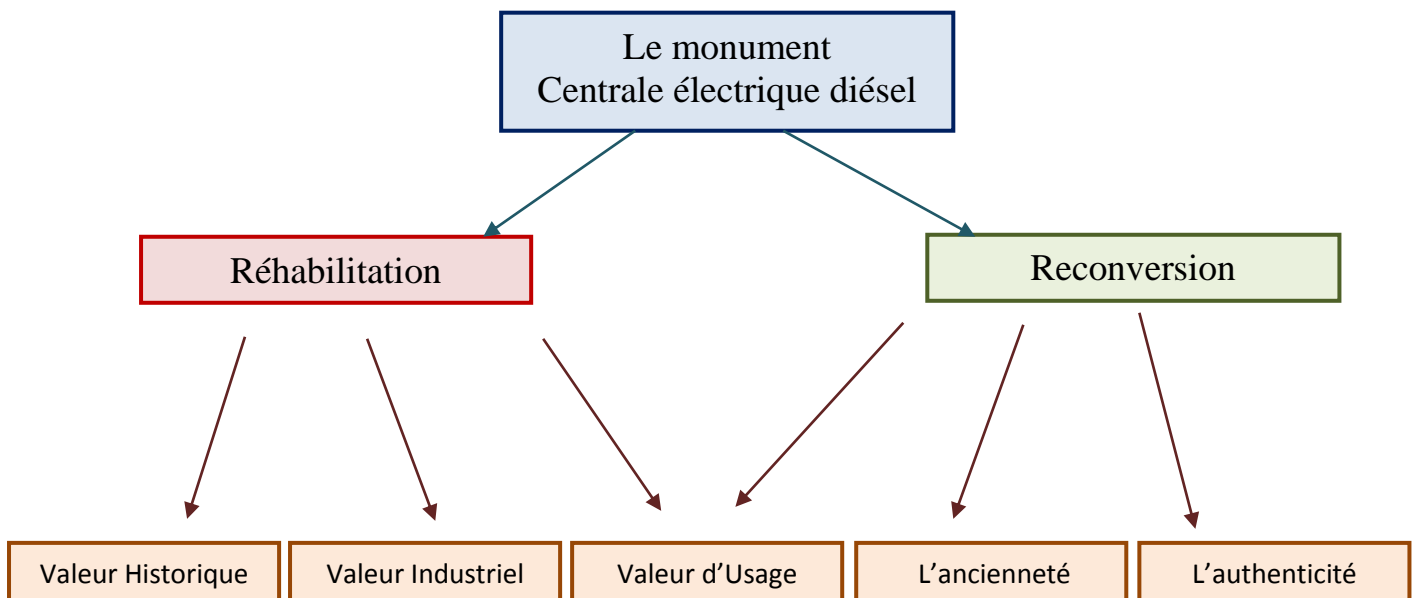 Le monument
Centrale électrique diésel
Réhabilitation
Reconversion
Valeur Historique
Valeur Industriel
Valeur d’Usage
L’ancienneté
L’authenticité